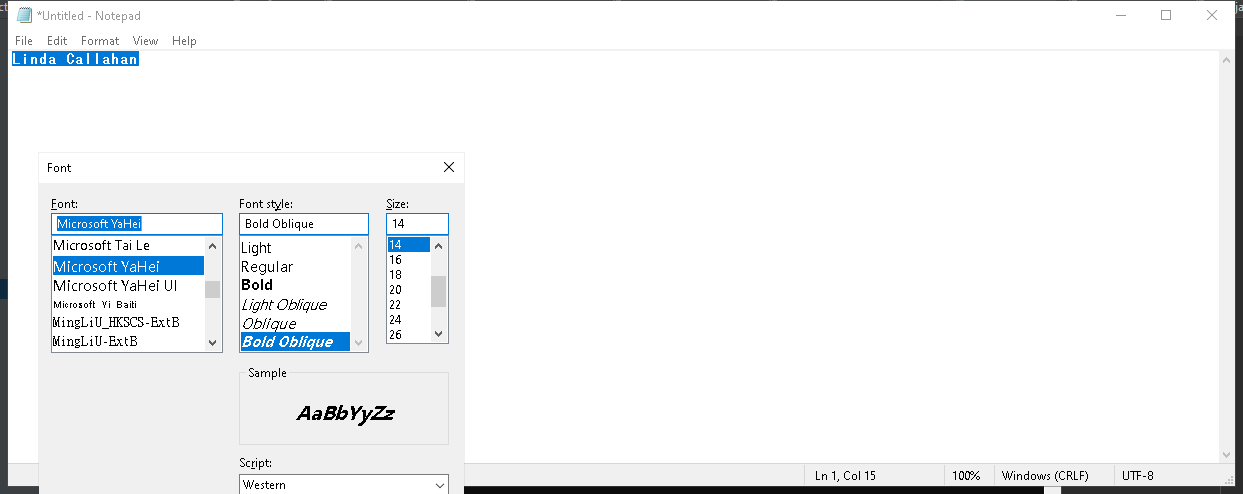 *Untitled - Notepad
File Edit Format View Help
Linda Callahan
Font
Font: Font style: Size:
Microsoft YaHei Bold Oblique 14
Microsoft Tai Le Light 14
Microsoft YaHei Regular 16
Microsoft YaHei UI Bold 18
Microsoft Yi Baiti Light Oblique 20
MingLiU_HKSCS-ExtB Oblique 22
MingLiU-ExtB Bold Oblique 24
26
Sample
AaBbYyZz
Script:
Western
Ln 1, Col 15 100% Windows (CRLF) UTF-8